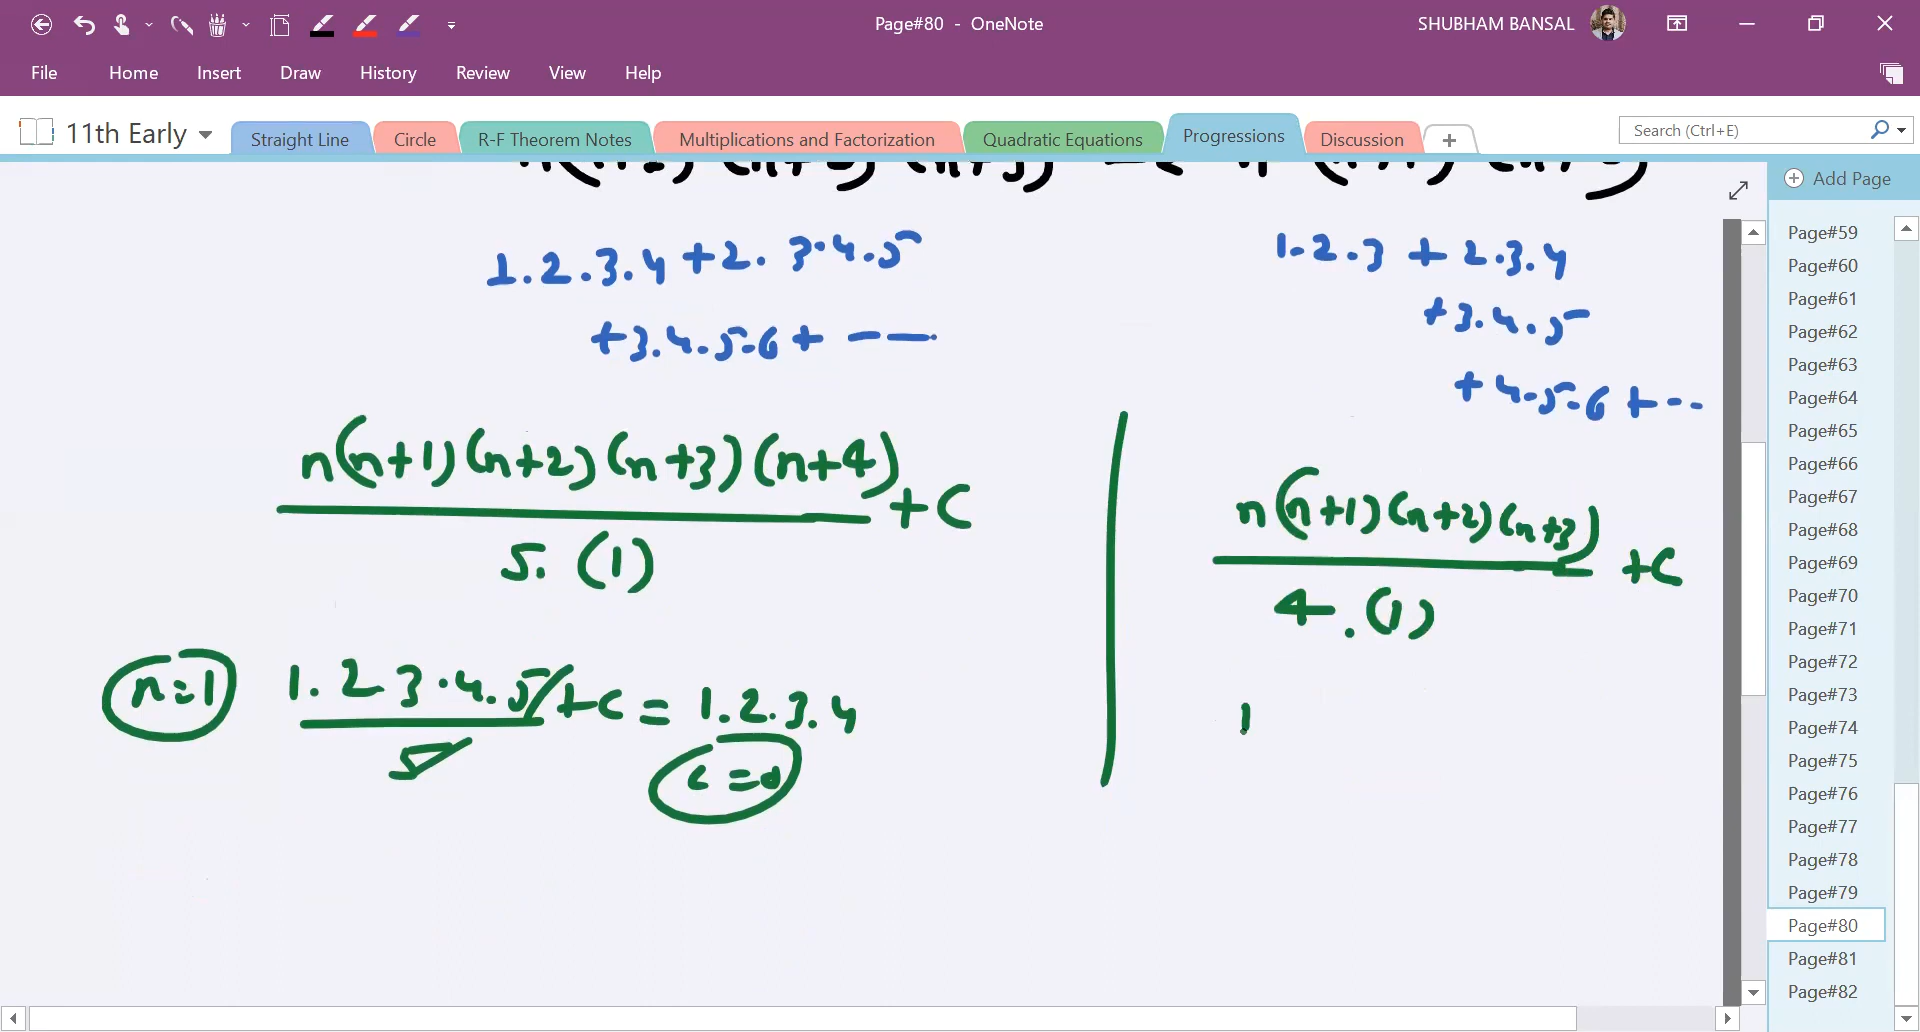 Page#80 - OneNote
SHUBHAM BANSAL
File Home Insert Draw History Review View Help
11th Early
Straight Line Circle R-F Theorem Notes Multiplications and Factorization Quadratic Equations Progressions Discussion +
Search (Ctrl+E)
Add Page
1.2.3.4+2.3.4.5
+3.4.5.6+ -----
1.2.3 + 2.3.4
+3.4.5
+4.5.6+---
n(n+1)(n+2)(n+3)(n+4) +C
5. (1)
n(n+1)(n+2)(n+3) +C
4.(1)
n=1
1.2 3.4.5 +C = 1.2.3.4
5
C=0
1
Page#59
Page#60
Page#61
Page#62
Page#63
Page#64
Page#65
Page#66
Page#67
Page#68
Page#69
Page#70
Page#71
Page#72
Page#73
Page#74
Page#75
Page#76
Page#77
Page#78
Page#79
Page#80
Page#81
Page#82